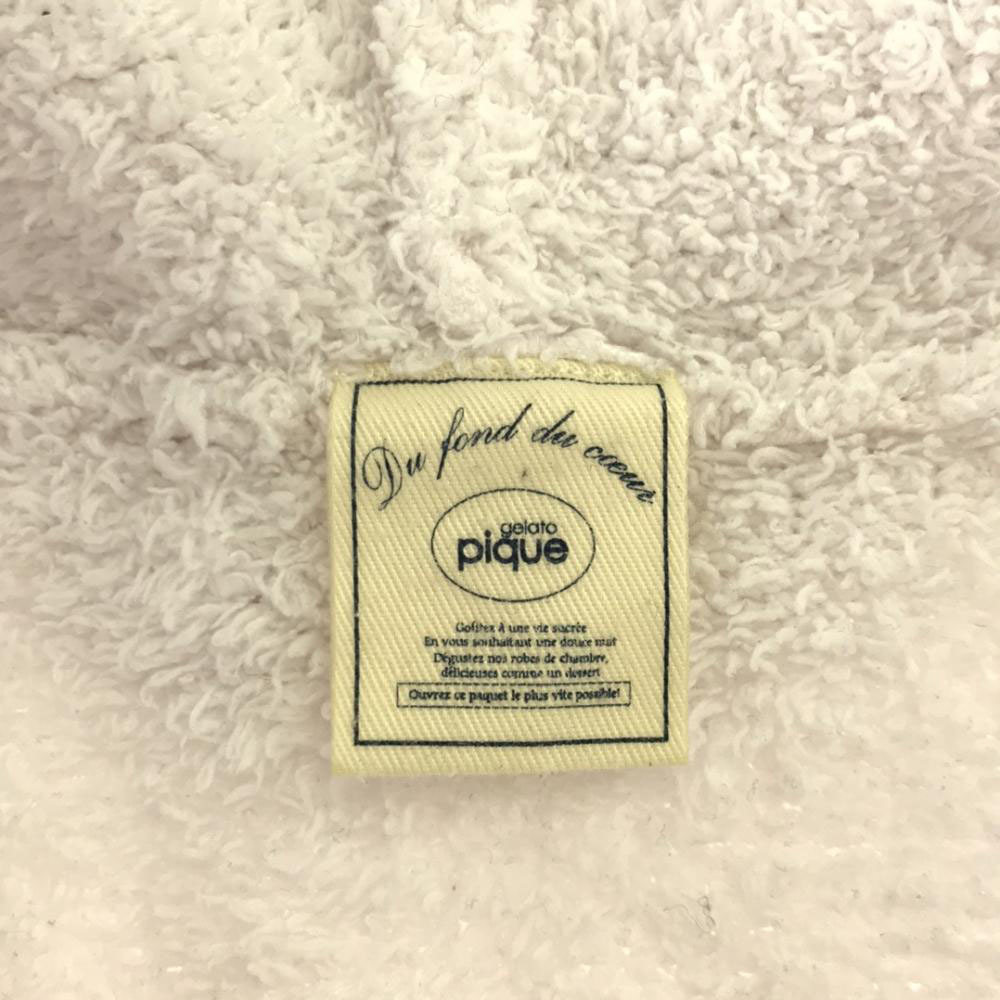 Du fond du cœur
gelato
pique
Goûtez À une vie sucrée
En vous souhaitant une douce nuit
Dégustez nos robes de chambre,
délicieuses comme un dessert
Ouvrez ce paquet le plus vite possible!